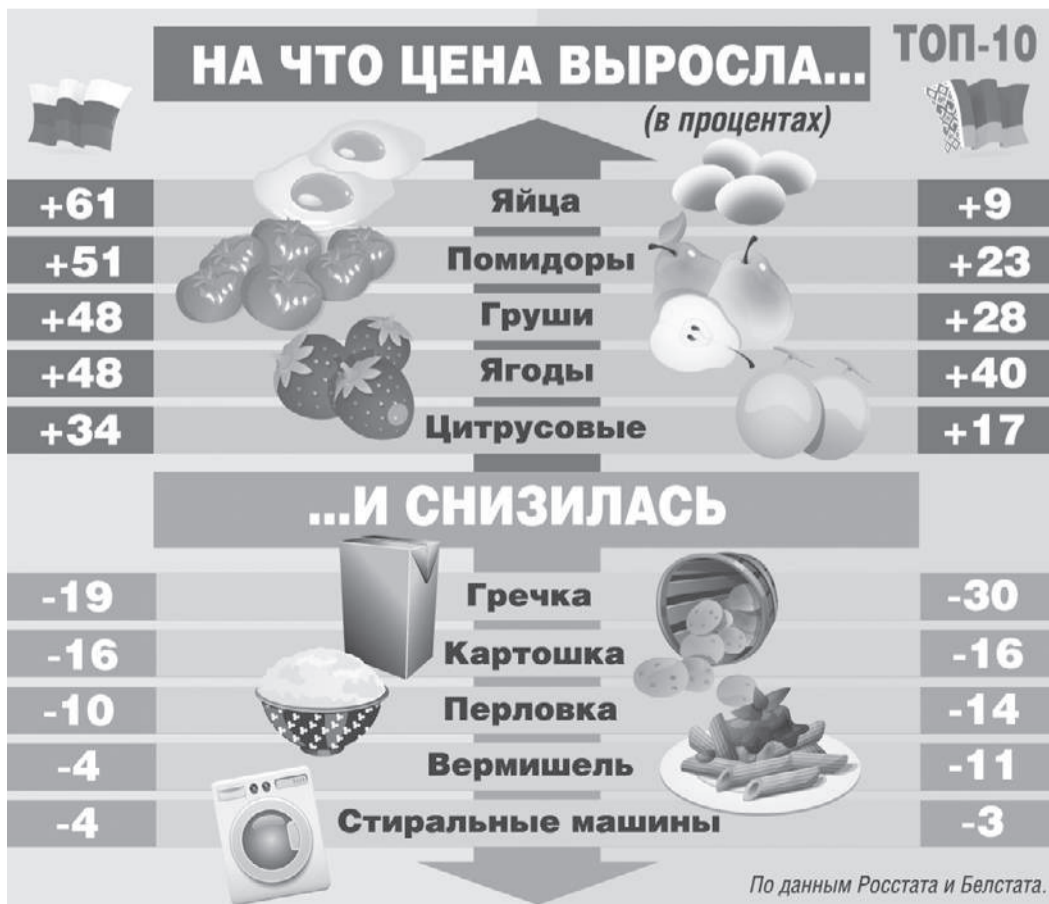 НА ЧТО ЦЕНА ВЫРОСЛА...
ТОП-10
(в процентах)
+61 Яйца +9
+51 Помидоры +23
+48 Груши +28
+48 Ягоды +40
+34 Цитрусовые +17
...И СНИЗИЛАСЬ
-19 Гречка -30
-16 Картошка -16
-10 Перловка -14
-4 Вермишель -11
-4 Стиральные машины -3
По данным Росстата и Белстата.